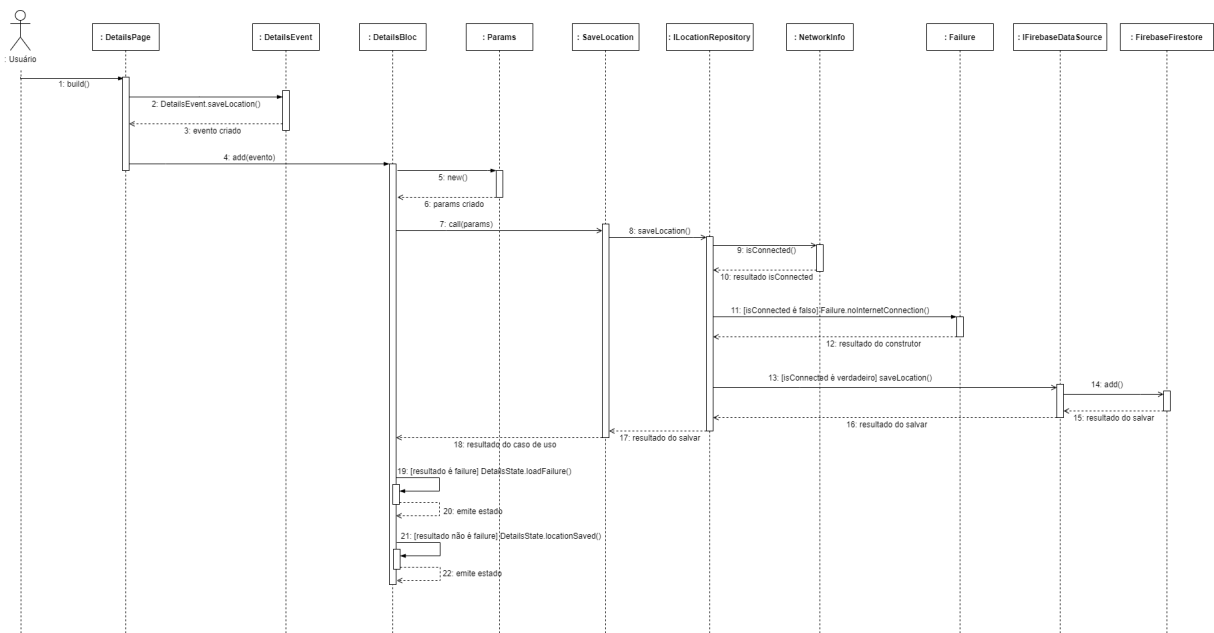 : DetailsPage
: DetailsEvent
: DetailsBloc
: Params
: SaveLocation
: ILocationRepository
: NetworkInfo
: Failure
: IFirebaseDataSource
: FirebaseFirestore
: Usuário
1: build()
2: DetailsEvent.saveLocation()
3: evento criado
4: add(evento)
5: new()
6: params criado
7: call(params)
8: saveLocation()
9: isConnected()
10: resultado isConnected
11: [isConnected é falso] Failure.noInternetConnection()
12: resultado do construtor
13: [isConnected é verdadeiro] saveLocation()
14: add()
15: resultado do salvar
16: resultado do salvar
17: resultado do salvar
18: resultado do caso de uso
19: [resultado é failure] DetailsState.loadFailure()
20: emite estado
21: [resultado não é failure] DetailsState.locationSaved()
22: emite estado